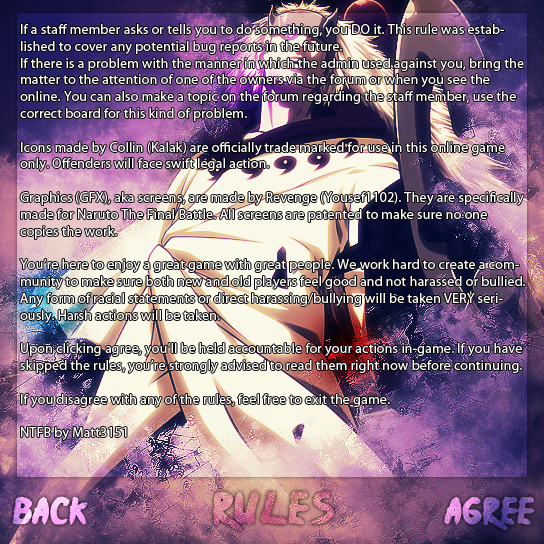 If a staff member asks or tells you to do something, you DO it. This rule was estab-
lished to cover any potential bug reports in the future.
If there is a problem with the manner in which the admin used against you, bring the
matter to the attention of one of the owners via the forum or when you see the
online. You can also make a topic on the forum regarding the staff member, use the
correct board for this kind of problem.
Icons made by Collin (Kalak) are officially trade marked for use in this online game
only. Offenders will face swift legal action.
Graphics (GFX), aka screens, are made by Revenge (Yousef1102). They are specifically
made for Naruto The Final Battle. All screens are patented to make sure no one
copies the work.
You're here to enjoy a great game with great people. We work hard to create a com-
munity to make sure both new and old players feel good and not harassed or bullied.
Any form of racial statements or direct harassing/bullying will be taken VERY seri-
ously. Harsh actions will be taken.
Upon clicking agree, you'll be held accountable for your actions in-game. If you have
skipped the rules, you're strongly advised to read them right now before continuing.
If you disagree with any of the rules, feel free to exit the game.
NTFB by Matt3151
BACK RULES AGREE